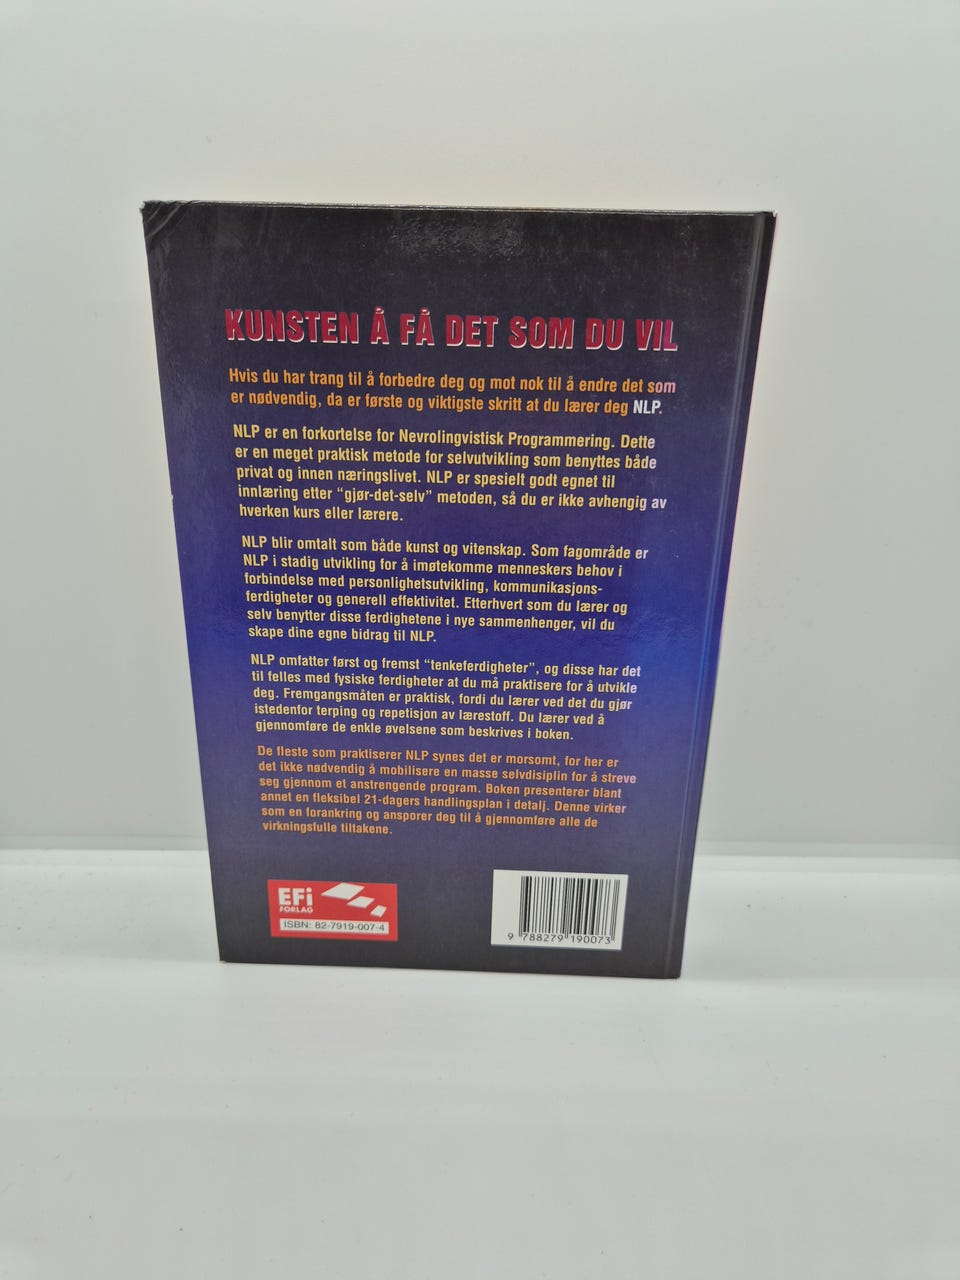 KUNSTEN Å FÅ DET SOM DU VIL
Hvis du har trang til å forbedre deg og mot nok til å endre det som
er nødvendig, da er første og viktigste skritt at du lærer deg NLP.
NLP er en forkortelse for Nevrolingvistisk Programmering. Dette
er en meget praktisk metode for selvutvikling som benyttes både
privat og innen næringslivet. NLP er spesielt godt egnet til
innlæring etter “gjør-det-selv” metoden, så du er ikke avhengig av
hverken kurs eller lærere.
NLP blir omtalt som både kunst og vitenskap. Som fagområde er
NLP i stadig utvikling for å imøtekomme menneskers behov i
forbindelse med personlighetsutvikling, kommunikasjons-
ferdigheter og generell effektivitet. Etterhvert som du lærer og
selv benytter disse ferdighetene i nye sammenhenger, vil du
skape dine egne bidrag til NLP.
NLP omfatter først og fremst “tenkeferdigheter”, og disse har det
til felles med fysiske ferdigheter at du må praktisere for å utvikle
deg. Fremgangsmåten er praktisk, fordi du lærer ved det du gjør
istedenfor terping og repetisjon av lærestoff. Du lærer ved å
gjennomføre de enkle øvelsene som beskrives i boken.
De fleste som praktiserer NLP synes det er morsomt, for her er
det ikke nødvendig å mobilisere en masse selvdisiplin for å streve
seg gjennom et anstrengende program. Boken presenterer blant
annet en fleksibel 21-dagers handlingsplan i detalj. Denne virker
som en forankring og ansporer deg til å gjennomføre alle de
virkningsfulle tiltakene.
EFi
FORLAG
ISBN: 82-7919-007-4
9 788279 190073